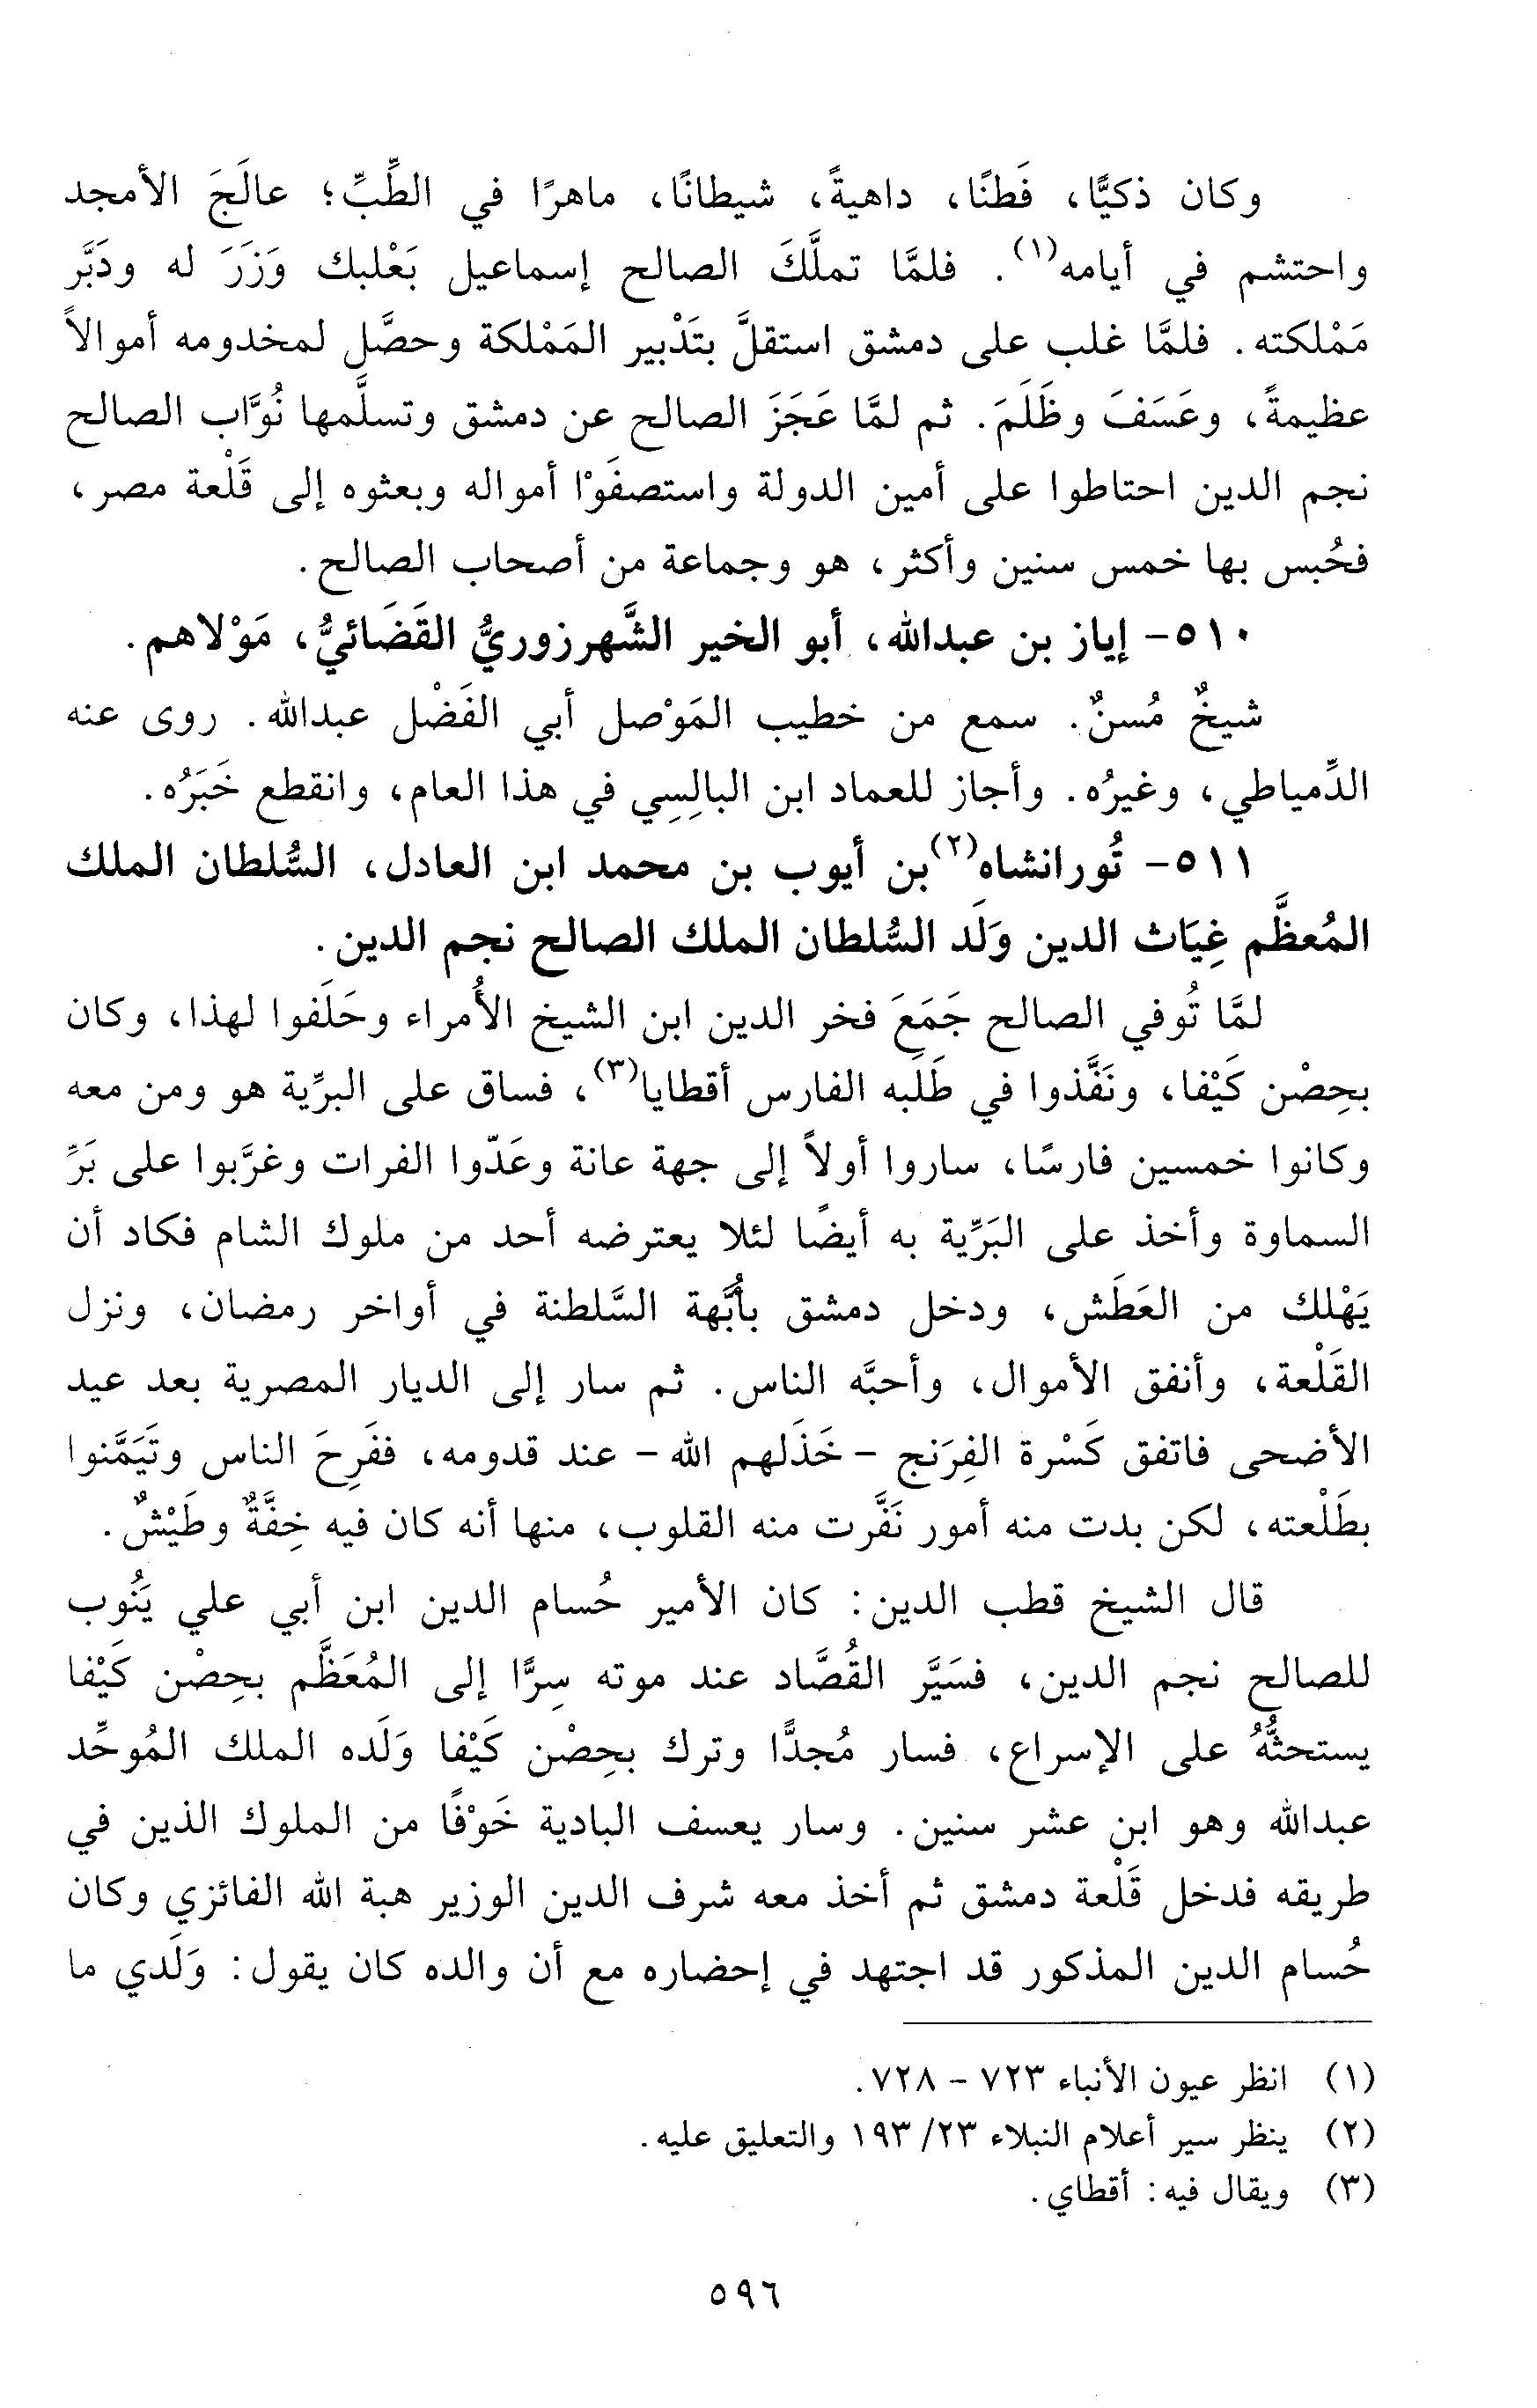 وكان ذكيًّا، فَطنًا، داهيةً، شيطانًا، ماهرًا في الطِّبِّ؛ عالَجَ الأمجد
واحتشم في أيامه(١). فلمَّا تملَّكَ الصالح إسماعيل بَعْلبك وَزَرَ له ودَبَّر
مَمْلكته. فلمَّا غلب على دمشق استقلَّ بتَدْبير المَمْلكة وحصَّل لمخدومه أموالاً
عظيمةً، وعَسَفَ وظَلَمَ. ثم لمَّا عَجَزَ الصالح عن دمشق وتسلَّمها نُوَّاب الصالح
نجم الدين احتاطوا على أمين الدولة واستصفَوْا أمواله وبعثوه إلى قَلْعة مصر،
فحُبس بها خمس سنين وأكثر، هو وجماعة من أصحاب الصالح.
٥١٠- إياز بن عبدالله، أبو الخير الشَّهرزوريُّ القَضَائيُّ، مَوْلاهم.
شيخٌ مُسنٌ. سمع من خطيب المَوْصل أبي الفَضْل عبدالله. روى عنه
الدِّمياطي، وغيرُه. وأجاز للعماد ابن البالِسِي في هذا العام، وانقطع خَبَرُه.
٥١١- تُورانشاه(٢) بن أيوب بن محمد ابن العادل، السُّلطان الملك
المُعظَّم غِيَاث الدين وَلَد السُّلطان الملك الصالح نجم الدين.
لمَّا تُوفي الصالح جَمَعَ فخر الدين ابن الشيخ الأُمراء وحَلَفوا لهذا، وكان
بحِصْن كَيْفا، ونَفَّذوا في طَلَبه الفارس أقطايا(٣)، فساق على البرِّية هو ومن معه
وكانوا خمسين فارسًا، ساروا أولاً إلى جهة عانة وعَدّوا الفرات وغرَّبوا على بَرِّ
السماوة وأخذ على البَرِّية به أيضًا لئلا يعترضه أحد من ملوك الشام فكاد أن
يَهْلك من العَطَش، ودخل دمشق بأُبَّهة السَّلطنة في أواخر رمضان، ونزل
القَلْعة، وأنفق الأموال، وأحبَّه الناس. ثم سار إلى الديار المصرية بعد عيد
الأضحى فاتفق كَسْرة الفِرَنج - خَذَلهم الله - عند قدومه، ففَرِحَ الناس وتَيَمَّنوا
بطَلْعته، لكن بدت منه أمور نَفَّرت منه القلوب، منها أنه كان فيه خِفَّةٌ وطَيْشٌ.
قال الشيخ قطب الدين: كان الأمير حُسام الدين ابن أبي علي يَنُوب
للصالح نجم الدين، فسَيَّر القُصَّاد عند موته سِرًّا إلى المُعَظَّم بحِصْن كَيْفا
يستحثُّهُ على الإسراع، فسار مُجدًّا وترك بحِصْن كَيْفا وَلَده الملك المُوحِّد
عبدالله وهو ابن عشر سنين. وسار يعسف البادية خَوْفًا من الملوك الذين في
طريقه فدخل قَلْعة دمشق ثم أخذ معه شرف الدين الوزير هبة الله الفائزي وكان
حُسام الدين المذكور قد اجتهد في إحضاره مع أن والده كان يقول: وَلَدي ما
(١) انظر عيون الأنباء ٧٢٣ - ٧٢٨.
(٢) ينظر سير أعلام النبلاء ٢٣/ ١٩٣ والتعليق عليه.
(٣) ويقال فيه: أقطاي.
٥٩٦